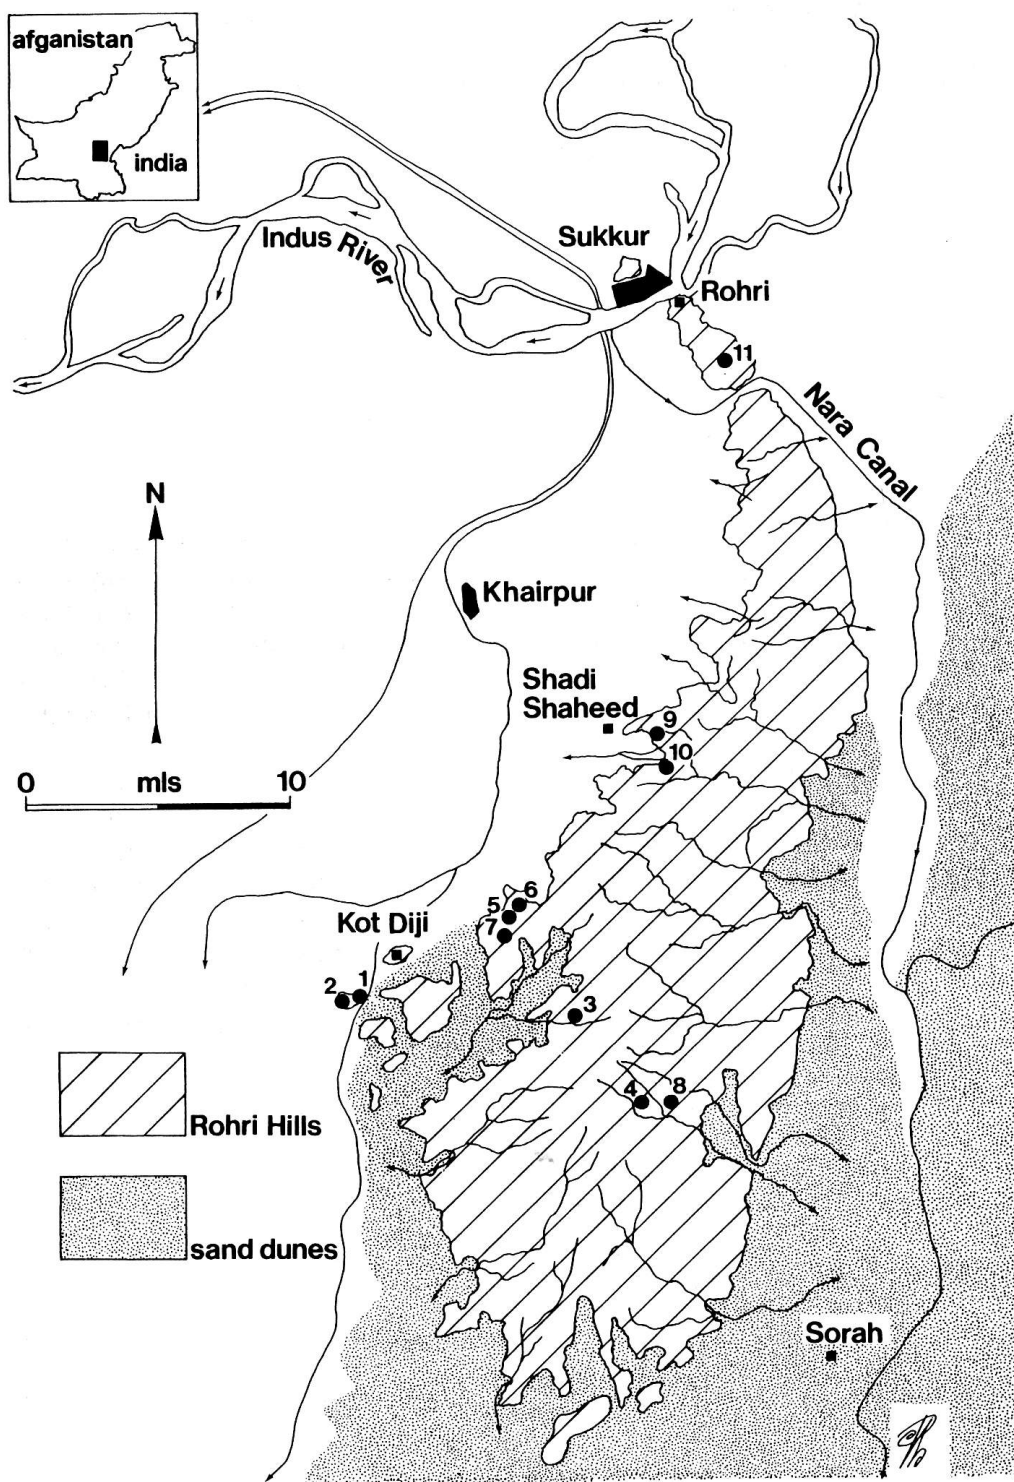 afganistan
india
Indus River
Sukkur
Rohri
11
Nara Canal
N
Khairpur
Shadi
Shaheed
9
10
0 mls 10
6
5
7
Kot Diji
2 1
3
4 8
Rohri Hills
sand dunes
Sorah